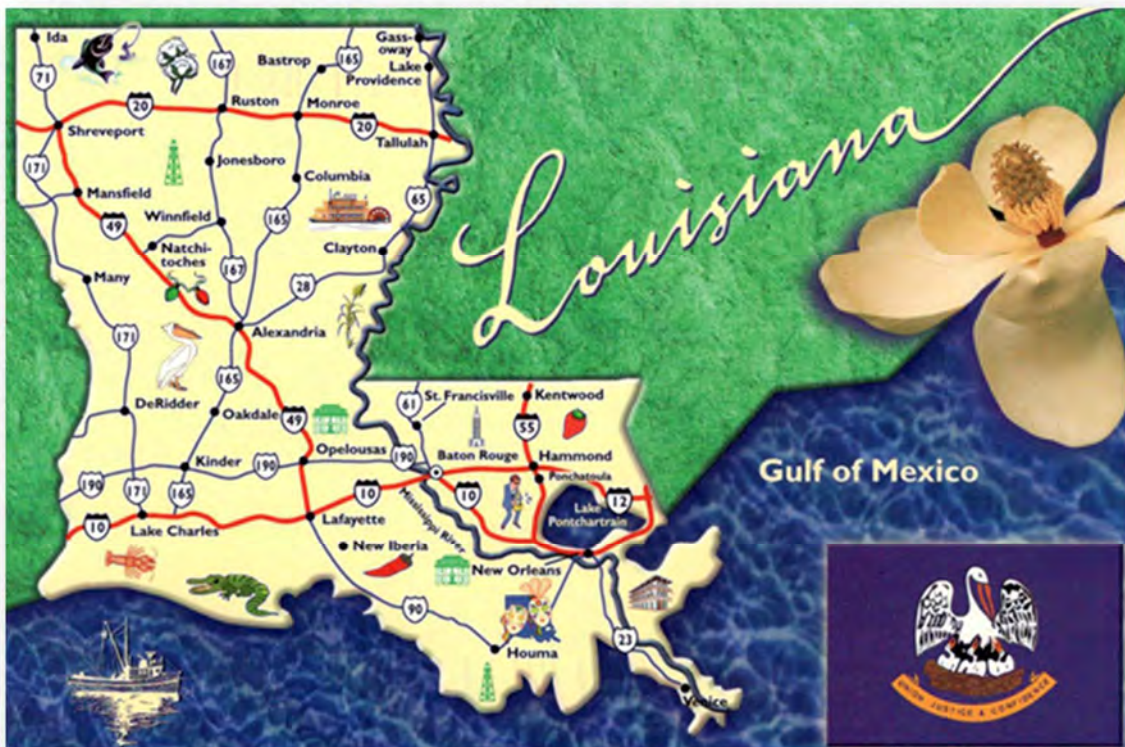 Ida
71
167
Bastrop
165
Gass-
oway
Lake
Providence
20
Ruston
Monroe
20
Shreveport
Tallulah
171
Jonesboro
Columbia
Mansfield
65
49
Winnfield
165
Clayton
Natchi-
toches
167
28
Many
Alexandria
171
165
Louisiana
DeRidder
Oakdale
49
61
St. Francisville
Kentwood
55
Opelousas
190
Baton Rouge
Hammond
Kinder
190
190
Ponchatoula
Gulf of Mexico
171
165
10
10
12
Lake
Pontchartrain
10
Lake Charles
Lafayette
Mississippi River
New Iberia
New Orleans
90
23
Houma
Venice
UNION JUSTICE & CONFIDENCE